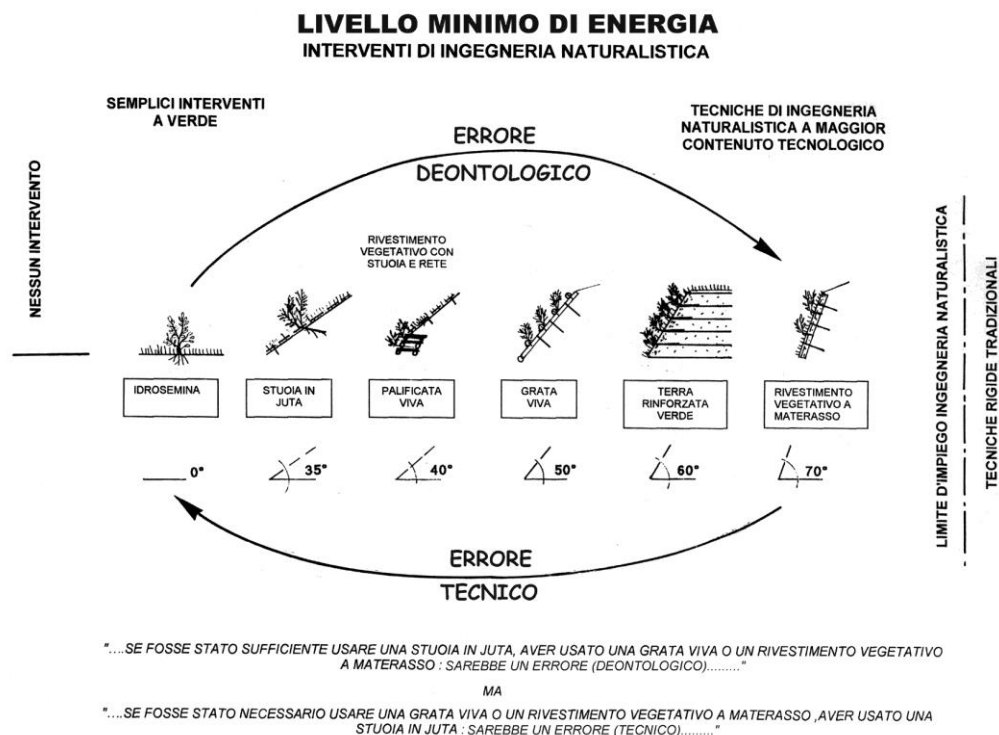 LIVELLO MINIMO DI ENERGIA
INTERVENTI DI INGEGNERIA NATURALISTICA
SEMPLICI INTERVENTI
A VERDE
TECNICHE DI INGEGNERIA
NATURALISTICA A MAGGIOR
CONTENUTO TECNOLOGICO
ERRORE
DEONTOLOGICO
NESSUN INTERVENTO
RIVESTIMENTO
VEGETATIVO CON
STUOIA E RETE
IDROSEMINA
STUOIA IN
JUTA
PALIFICATA
VIVA
GRATA
VIVA
TERRA
RINFORZATA
VERDE
RIVESTIMENTO
VEGETATIVO A
MATERASSO
0°
35°
40°
50°
60°
70°
LIMITE D'IMPIEGO INGEGNERIA NATURALISTICA
TECNICHE RIGIDE TRADIZIONALI
ERRORE
TECNICO
"....SE FOSSE STATO SUFFICIENTE USARE UNA STUOIA IN JUTA, AVER USATO UNA GRATA VIVA O UN RIVESTIMENTO VEGETATIVO
A MATERASSO : SAREBBE UN ERRORE (DEONTOLOGICO)........."
MA
"....SE FOSSE STATO NECESSARIO USARE UNA GRATA VIVA O UN RIVESTIMENTO VEGETATIVO A MATERASSO ,AVER USATO UNA
STUOIA IN JUTA : SAREBBE UN ERRORE (TECNICO)........."